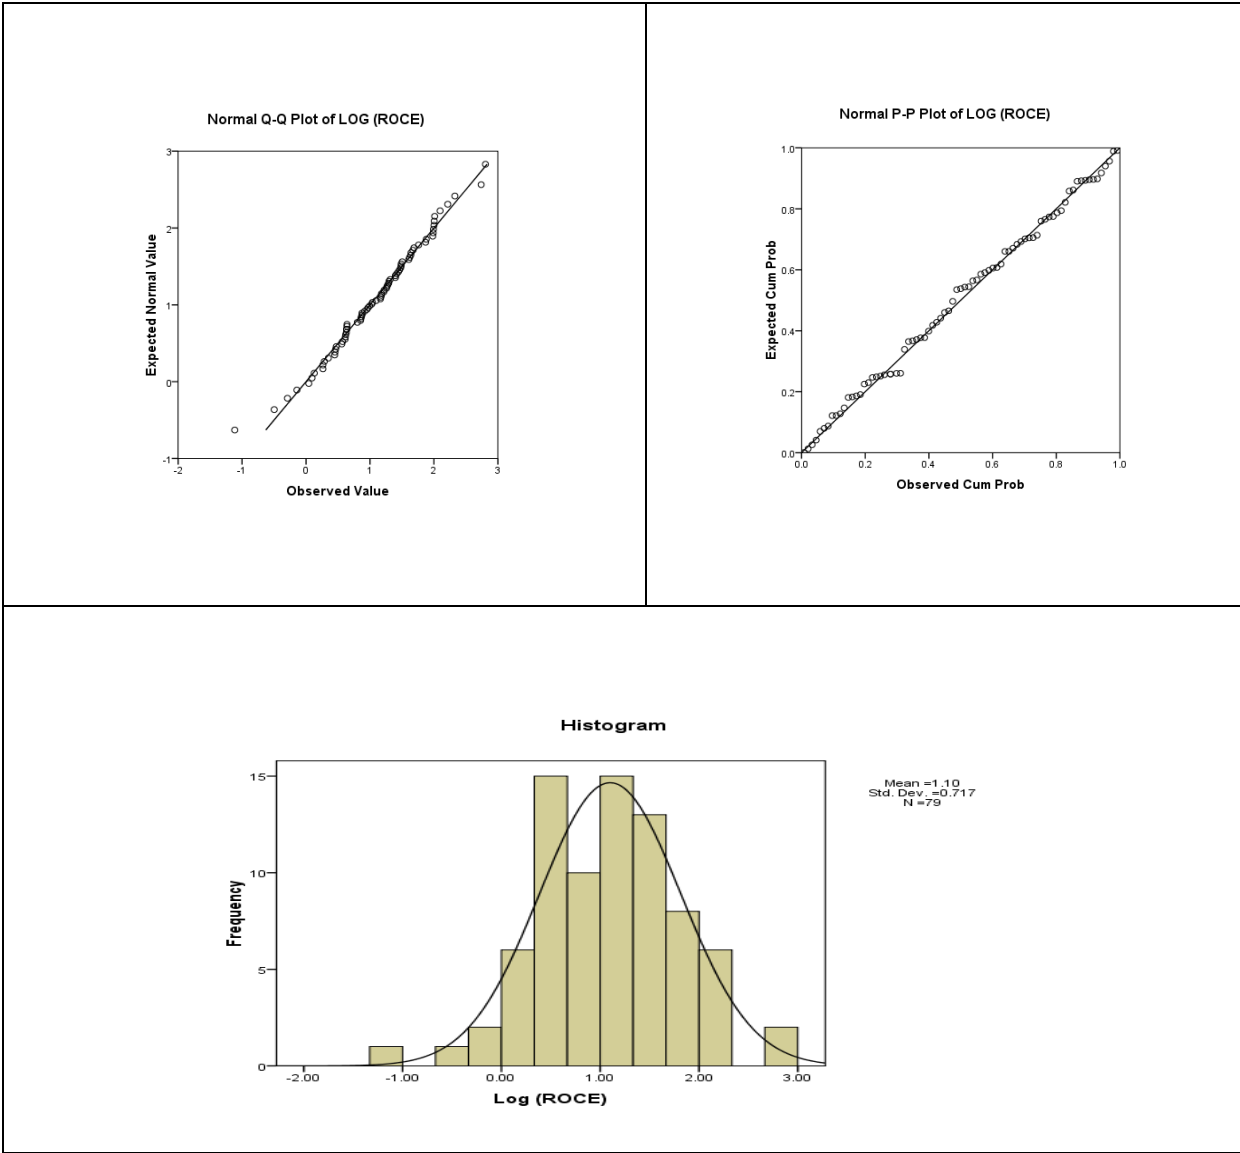 Normal Q-Q Plot of LOG (ROCE)
3
2
1
0
-1
Expected Normal Value
-2
-1
0
1
2
3
Observed Value
Normal P-P Plot of LOG (ROCE)
1.0
0.8
0.6
0.4
0.2
0.0
Expected Cum Prob
0.0
0.2
0.4
0.6
0.8
1.0
Observed Cum Prob
Histogram
15
10
5
0
Frequency
-2.00
-1.00
0.00
1.00
2.00
3.00
Log (ROCE)
Mean =1.10
Std. Dev. =0.717
N =79